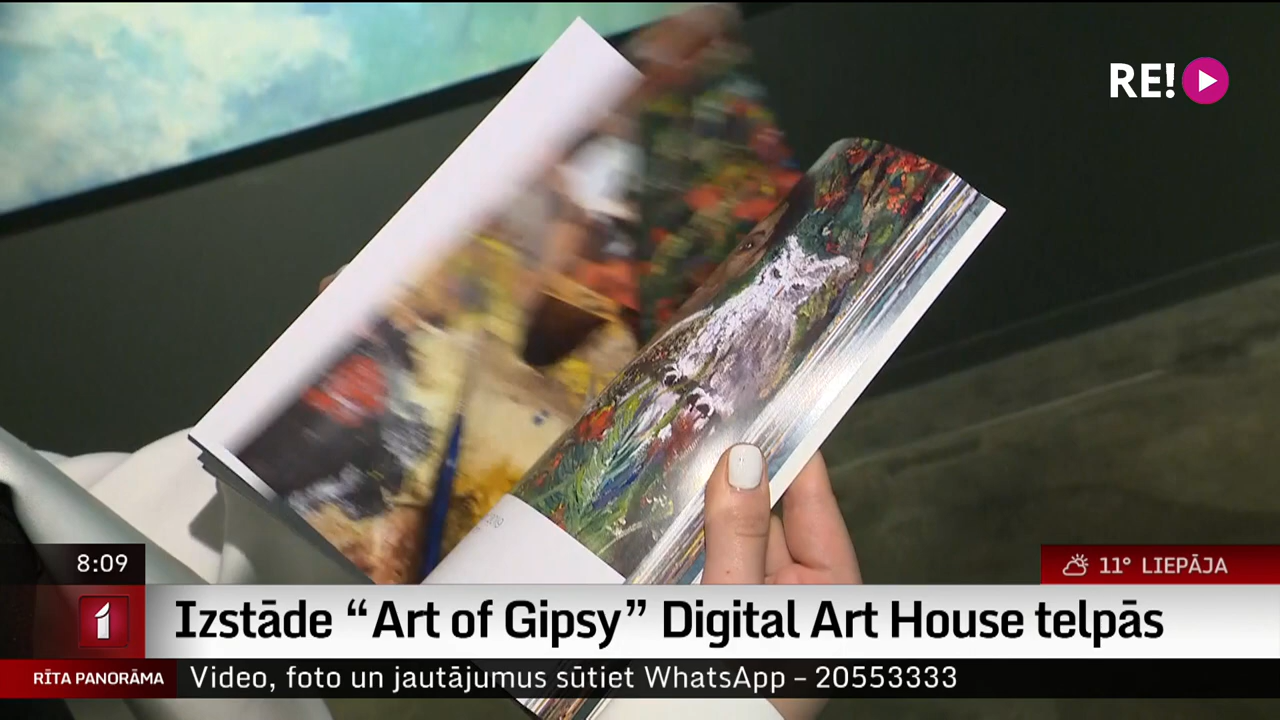 RE!
8:09
11° LIEPĀJA
1
Izstāde “Art of Gipsy” Digital Art House telpās
RĪTA PANORĀMA
Video, foto un jautājumus sūtiet WhatsApp – 20553333